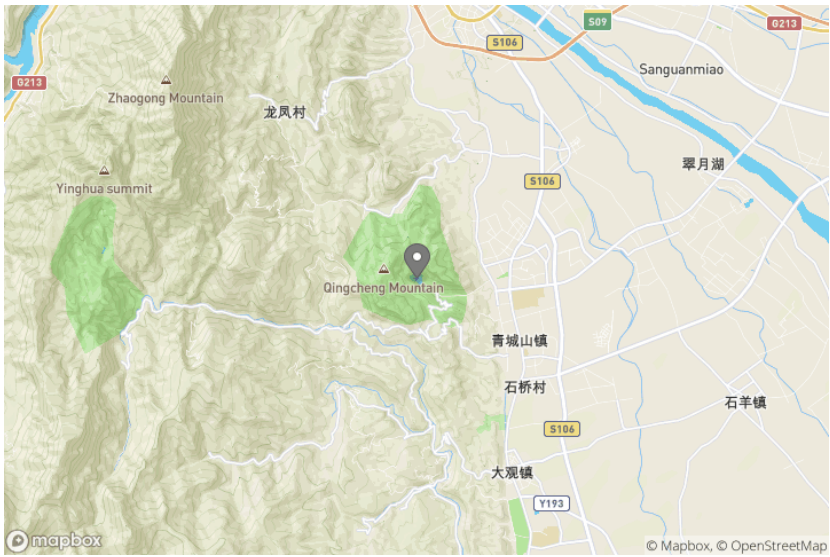 S09
G213
S106
Sanguanmiao
G213
Zhaogong Mountain
龙凤村
翠月湖
Yinghua summit
S106
Qingcheng Mountain
青城山镇
石桥村
石羊镇
S106
大观镇
Y193
mapbox
© Mapbox, © OpenStreetMap